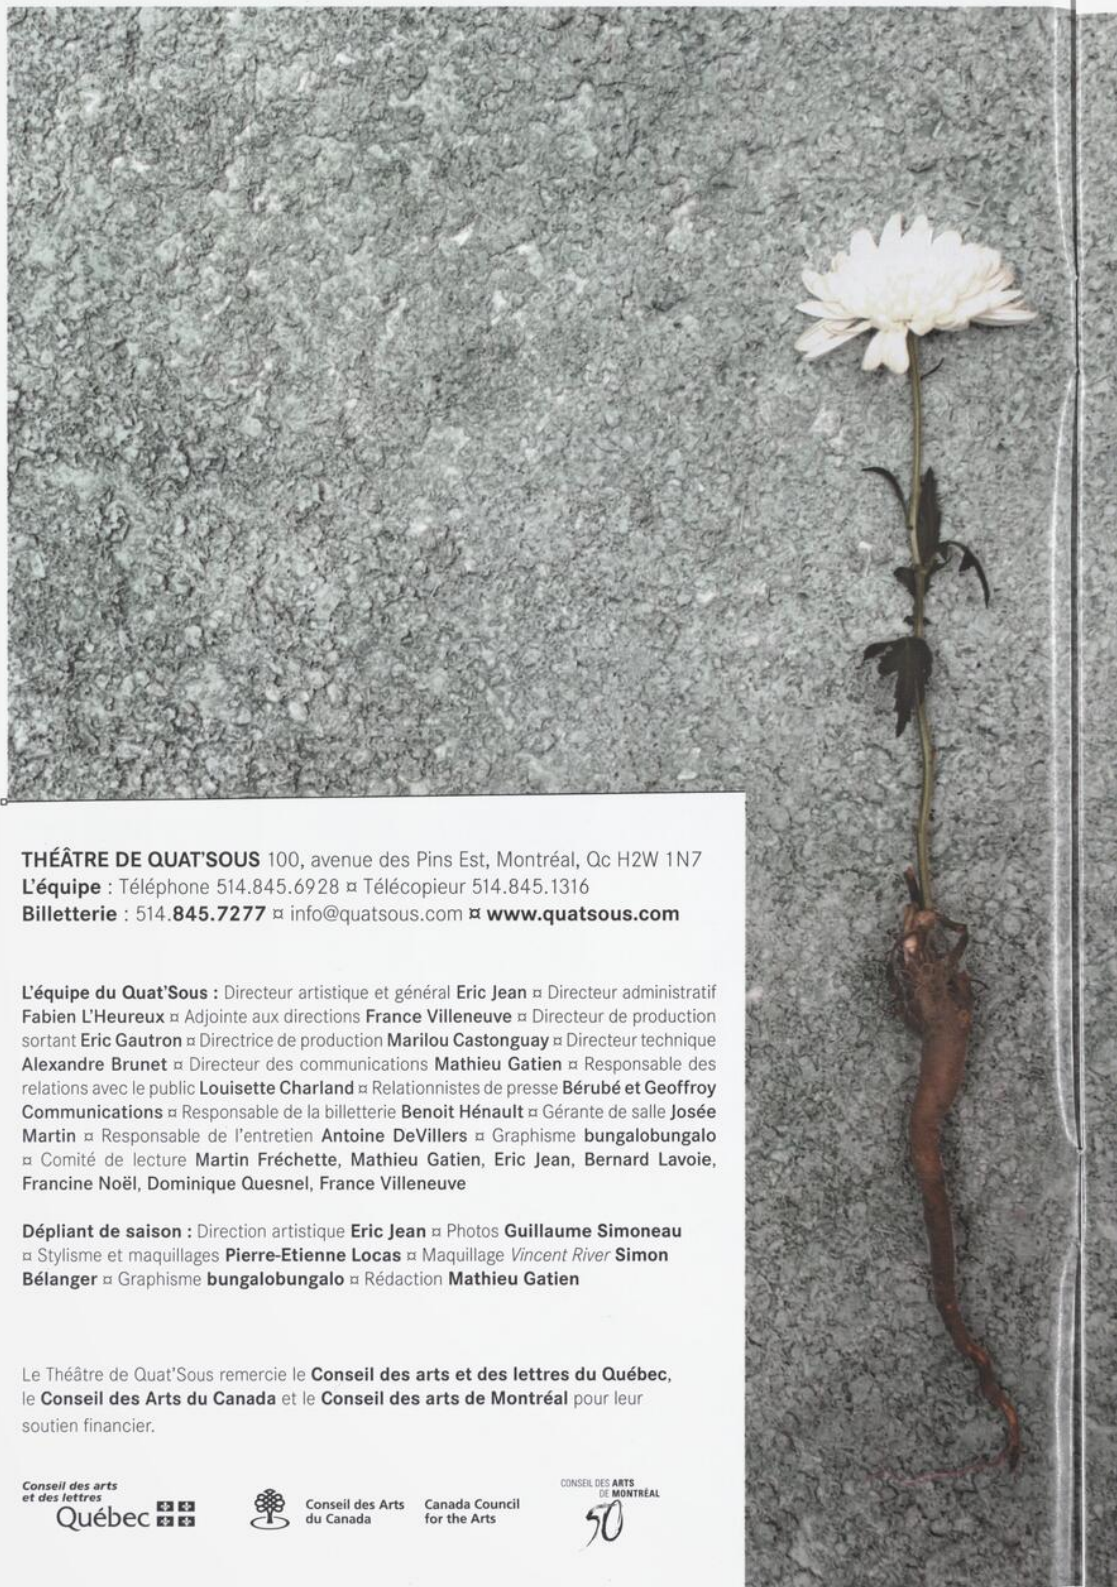 THÉÂTRE DE QUAT'SOUS 100, avenue des Pins Est, Montréal, Qc H2W 1N7
L'équipe : Téléphone 514.845.6928 ¤ Télécopieur 514.845.1316
Billetterie : 514.845.7277 ¤ info@quatsous.com ¤ www.quatsous.com
L'équipe du Quat'Sous : Directeur artistique et général Eric Jean ¤ Directeur administratif
Fabien L'Heureux ¤ Adjointe aux directions France Villeneuve ¤ Directeur de production
sortant Eric Gautron ¤ Directrice de production Marilou Castonguay ¤ Directeur technique
Alexandre Brunet ¤ Directeur des communications Mathieu Gatien ¤ Responsable des
relations avec le public Louisette Charland ¤ Relationnistes de presse Bérubé et Geoffroy
Communications ¤ Responsable de la billetterie Benoit Hénault ¤ Gérante de salle Josée
Martin ¤ Responsable de l'entretien Antoine DeVillers ¤ Graphisme bungalobungalo
¤ Comité de lecture Martin Fréchette, Mathieu Gatien, Eric Jean, Bernard Lavoie,
Francine Noël, Dominique Quesnel, France Villeneuve
Dépliant de saison : Direction artistique Eric Jean ¤ Photos Guillaume Simoneau
¤ Stylisme et maquillages Pierre-Etienne Locas ¤ Maquillage Vincent River Simon
Bélanger ¤ Graphisme bungalobungalo ¤ Rédaction Mathieu Gatien
Le Théâtre de Quat'Sous remercie le Conseil des arts et des lettres du Québec,
le Conseil des Arts du Canada et le Conseil des arts de Montréal pour leur
soutien financier.
Conseil des arts
et des lettres
Québec
Conseil des Arts
du Canada
Canada Council
for the Arts
CONSEIL DES ARTS
DE MONTRÉAL
50